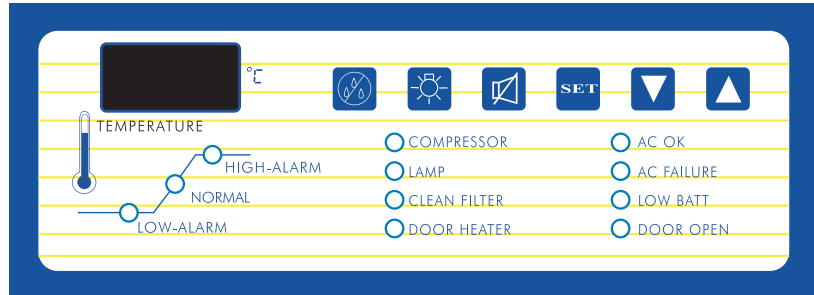 °C
SET
TEMPERATURE
HIGH-ALARM
NORMAL
LOW-ALARM
COMPRESSOR
LAMP
CLEAN FILTER
DOOR HEATER
AC OK
AC FAILURE
LOW BATT
DOOR OPEN